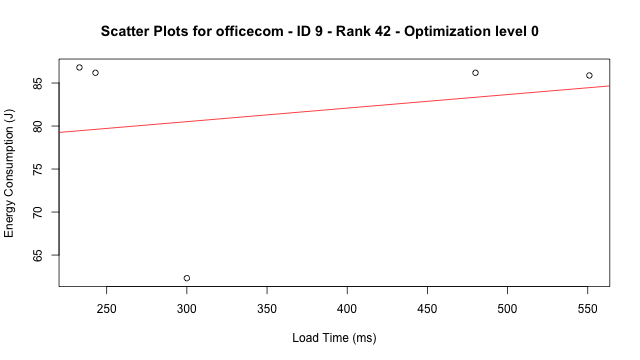 Scatter Plots for officecom - ID 9 - Rank 42 - Optimization level 0
Energy Consumption (J)
85
80
75
70
65
250 300 350 400 450 500 550
Load Time (ms)